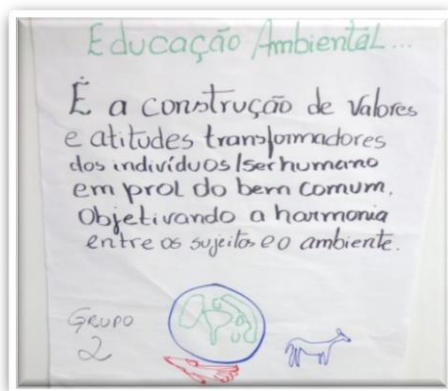 Educação Ambiental...
É a construção de valores
e atitudes transformadores
dos indivíduos/ser humano
em prol do bem comum.
Objetivando a harmonia
entre os sujeitos e o ambiente.
GRUPO
2